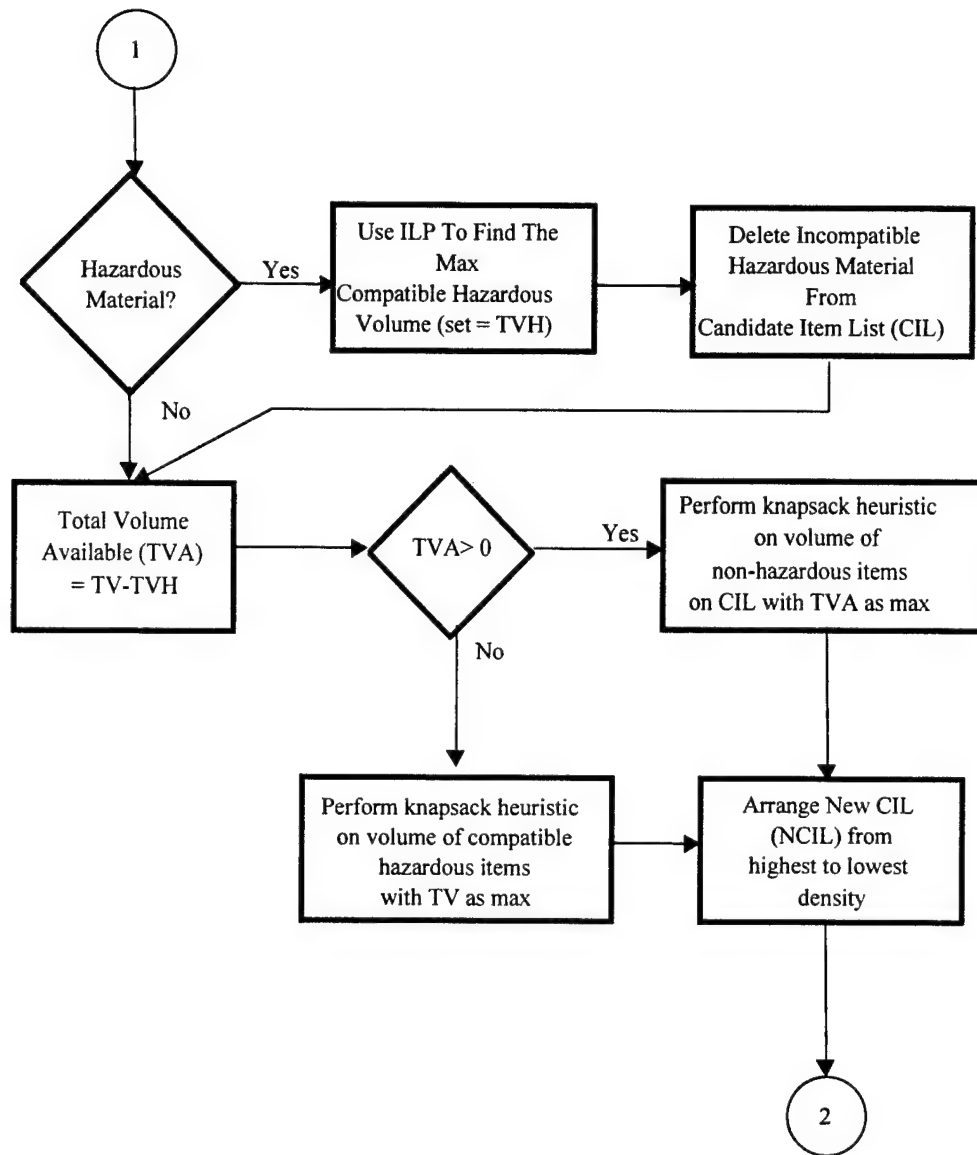 1
Hazardous
Material?
Yes
Use ILP To Find The
Max
Compatible Hazardous
Volume (set = TVH)
Delete Incompatible
Hazardous Material
From
Candidate Item List (CIL)
No
Total Volume
Available (TVA)
= TV-TVH
TVA> 0
Yes
Perform knapsack heuristic
on volume of
non-hazardous items
on CIL with TVA as max
No
Perform knapsack heuristic
on volume of compatible
hazardous items
with TV as max
Arrange New CIL
(NCIL) from
highest to lowest
density
2